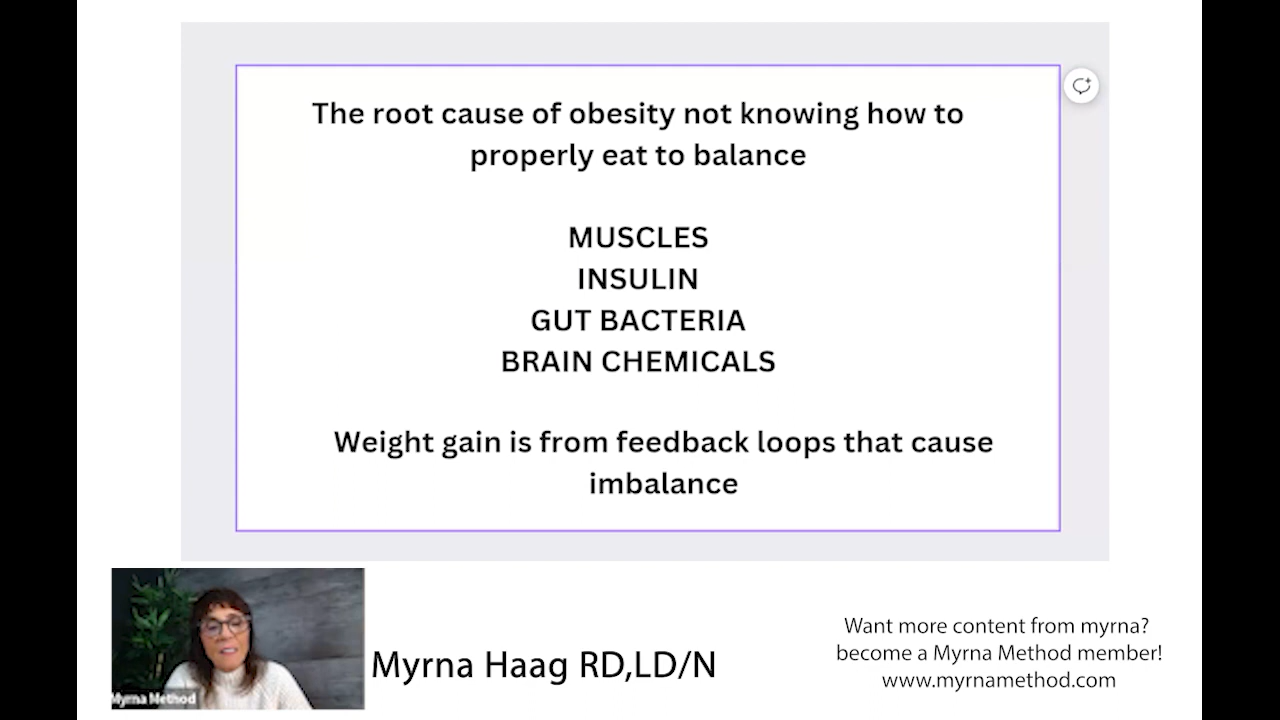 The root cause of obesity not knowing how to
properly eat to balance
MUSCLES
INSULIN
GUT BACTERIA
BRAIN CHEMICALS
Weight gain is from feedback loops that cause
imbalance
Myrna Method
Myrna Haag RD,LD/N
Want more content from myrna?
become a Myrna Method member!
www.myrnamethod.com